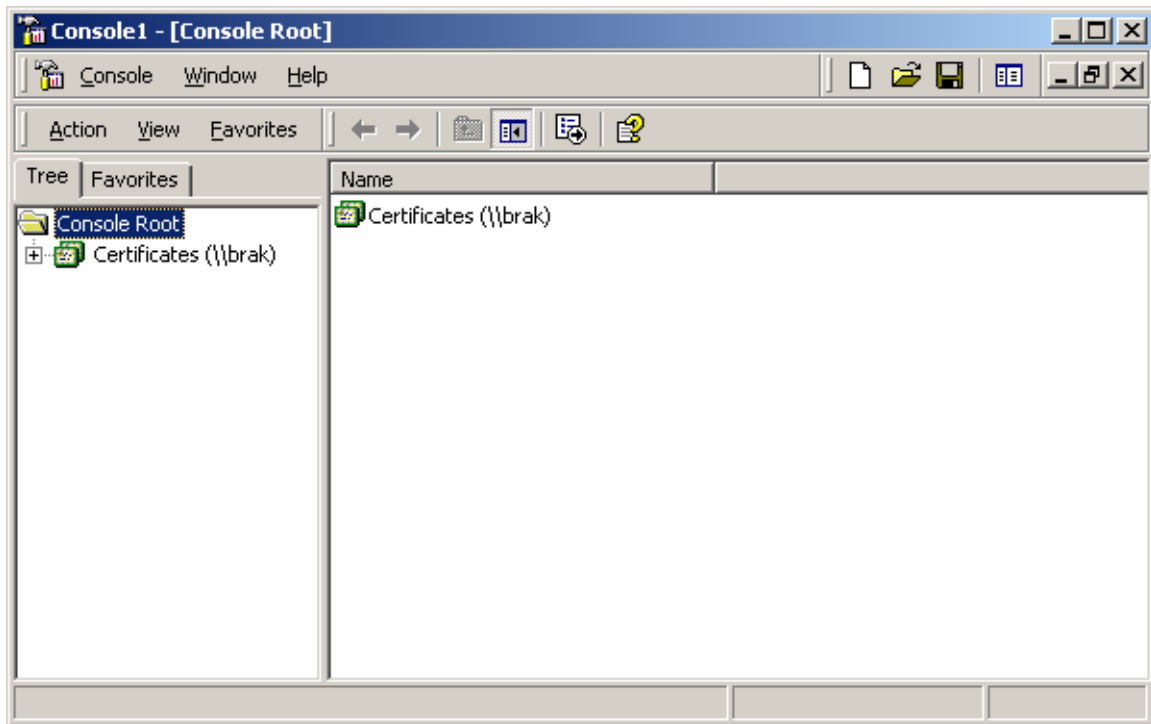 Console1 - [Console Root]
Console Window Help
Action View Favorites
Tree Favorites
Name
Console Root
Certificates (\\brak)
Certificates (\\brak)